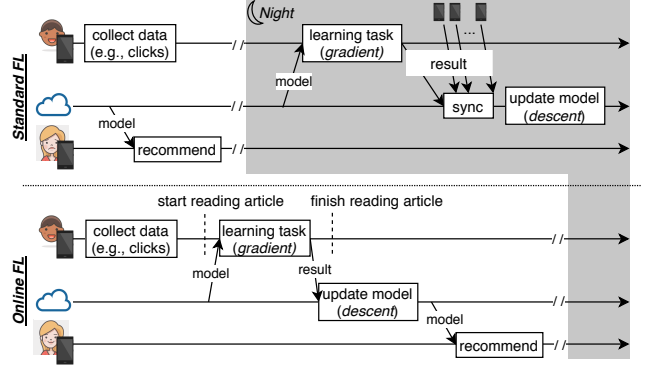 Night
Standard FL
collect data
(e.g., clicks)
learning task
(gradient)
...
model
result
sync
update model
(descent)
model
recommend
start reading article
finish reading article
Online FL
collect data
(e.g., clicks)
learning task
(gradient)
model
result
update model
(descent)
model
recommend